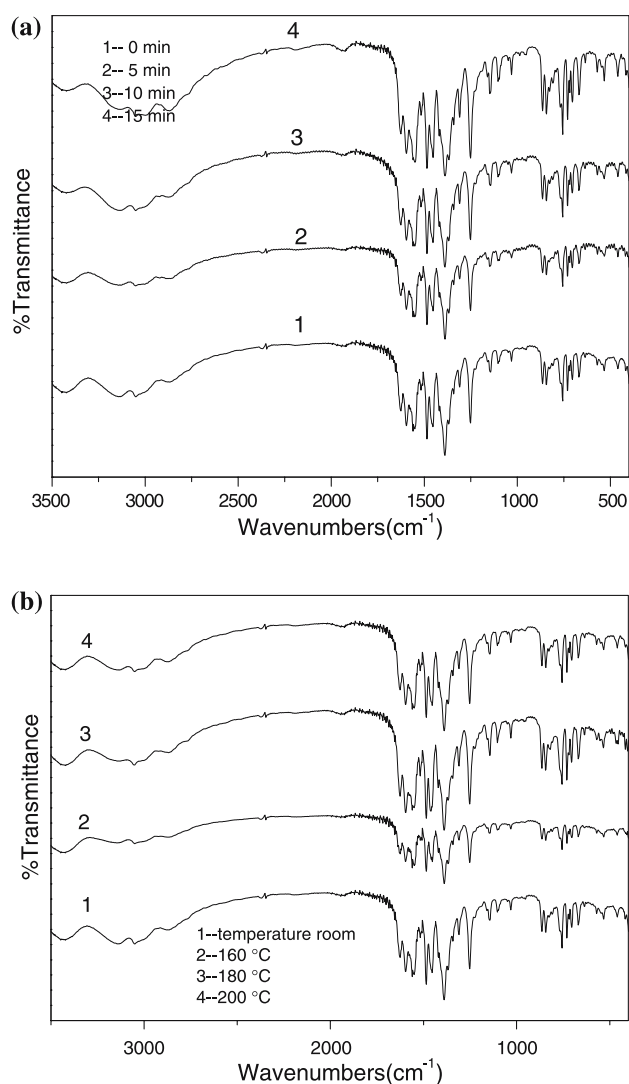 (a)
4
1-- 0 min
2-- 5 min
3--10 min
4--15 min
3
2
1
%Transmittance
3500 3000 2500 2000 1500 1000 500
Wavenumbers(cm⁻¹)
(b)
4
3
2
1
%Transmittance
1--temperature room
2--160 °C
3--180 °C
4--200 °C
3000 2000 1000
Wavenumbers(cm⁻¹)